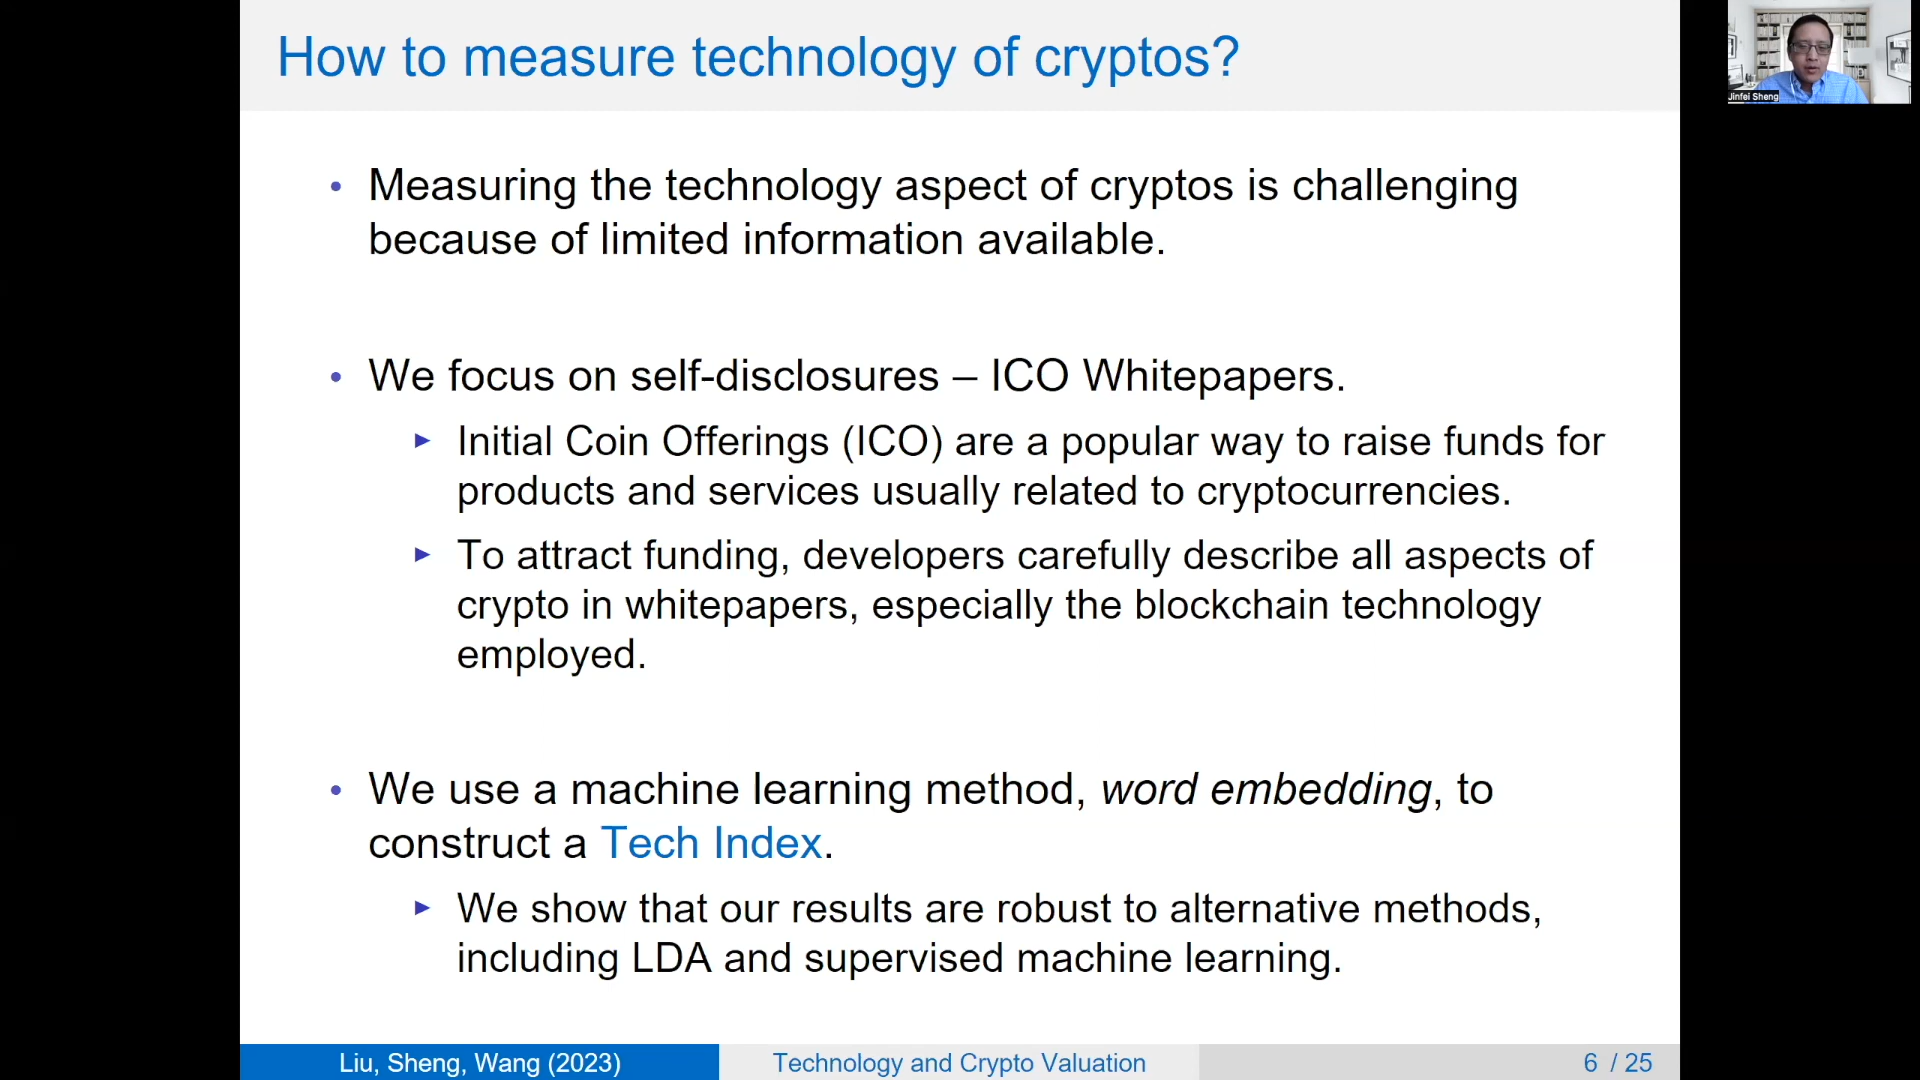 How to measure technology of cryptos?
Jinfei Sheng
• Measuring the technology aspect of cryptos is challenging
because of limited information available.
• We focus on self-disclosures – ICO Whitepapers.
▶ Initial Coin Offerings (ICO) are a popular way to raise funds for
products and services usually related to cryptocurrencies.
▶ To attract funding, developers carefully describe all aspects of
crypto in whitepapers, especially the blockchain technology
employed.
• We use a machine learning method, word embedding, to
construct a Tech Index.
▶ We show that our results are robust to alternative methods,
including LDA and supervised machine learning.
Liu, Sheng, Wang (2023)
Technology and Crypto Valuation
6 / 25